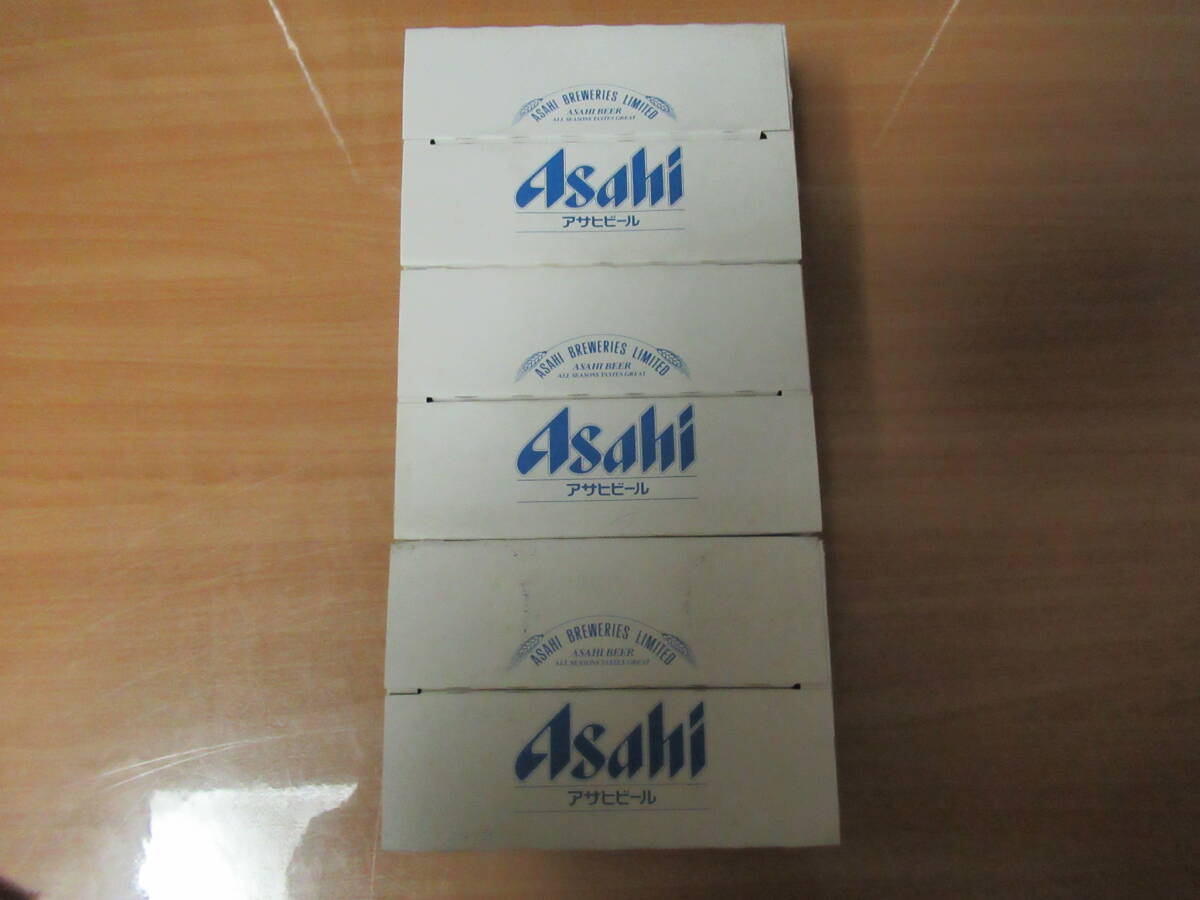 ASAHI BREWERIES LIMITED
ASAHI BEER
ALL SEASONS TASTES GREAT
Asahi
アサヒビール
ASAHI BREWERIES LIMITED
ASAHI BEER
ALL SEASONS TASTES GREAT
Asahi
アサヒビール
ASAHI BREWERIES LIMITED
ASAHI BEER
ALL SEASONS TASTES GREAT
Asahi
アサヒビール